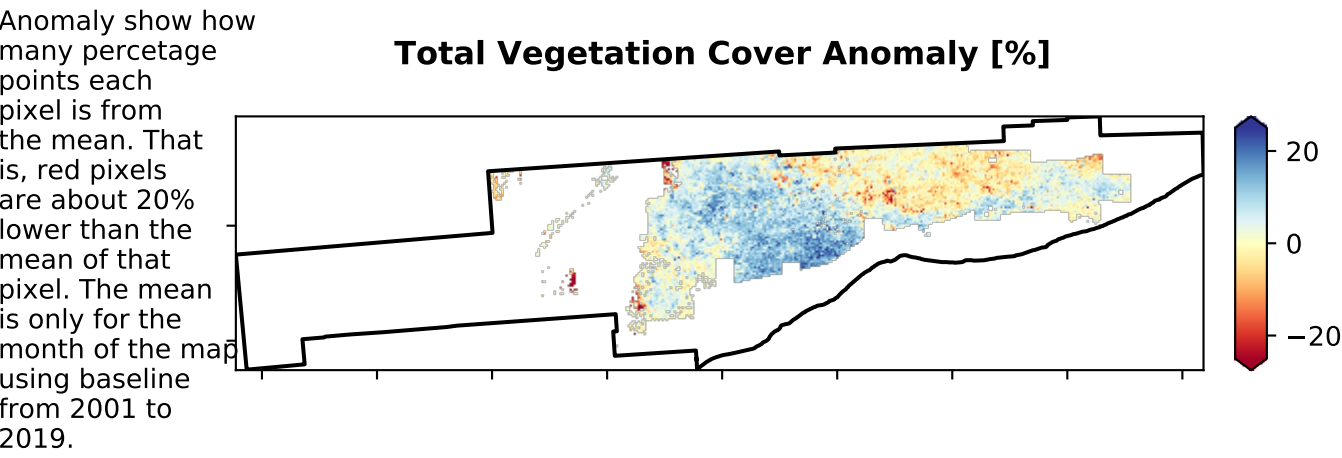 Anomaly show how
many percetage
points each
pixel is from
the mean. That
is, red pixels
are about 20%
lower than the
mean of that
pixel. The mean
is only for the
month of the map
using baseline
from 2001 to
2019.
Total Vegetation Cover Anomaly [%]
20
0
−20